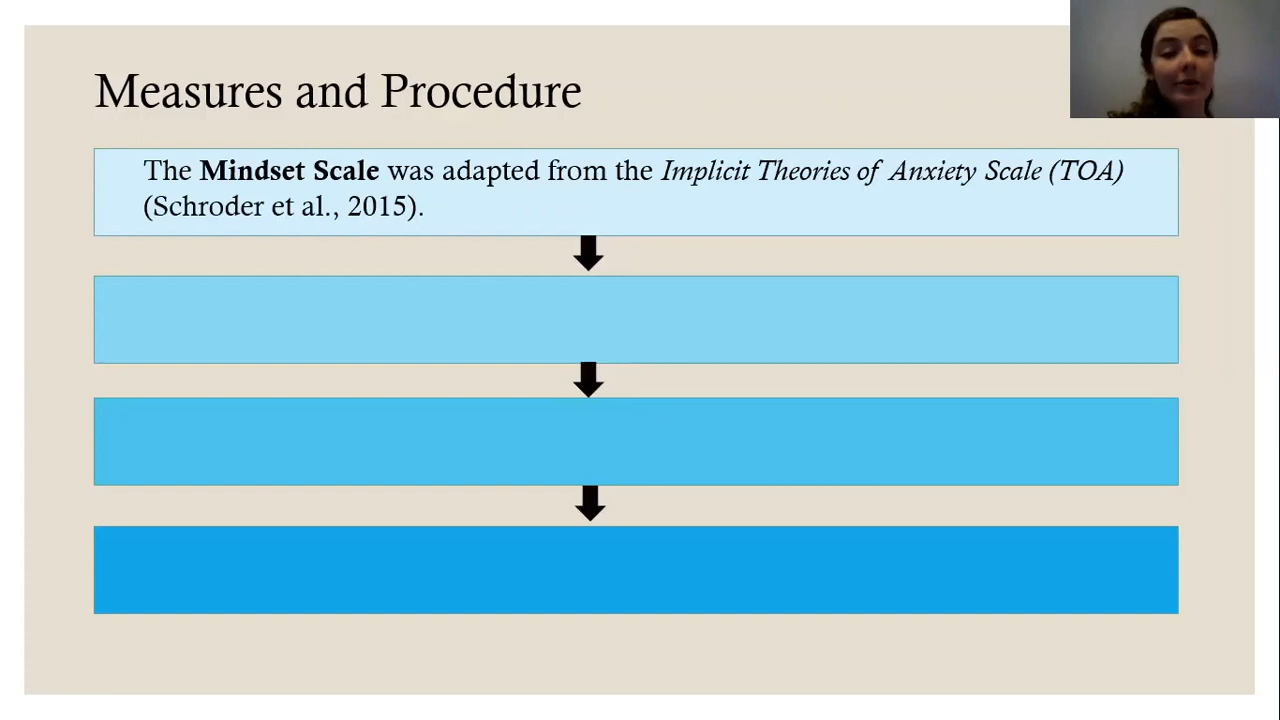 Measures and Procedure
The Mindset Scale was adapted from the Implicit Theories of Anxiety Scale (TOA)
(Schroder et al., 2015).